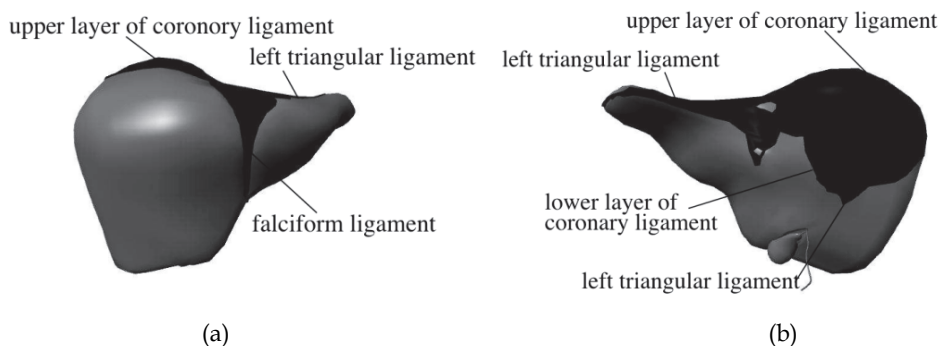 upper layer of coronory ligament
left triangular ligament
falciform ligament
(a)
upper layer of coronary ligament
left triangular ligament
lower layer of
coronary ligament
left triangular ligament
(b)